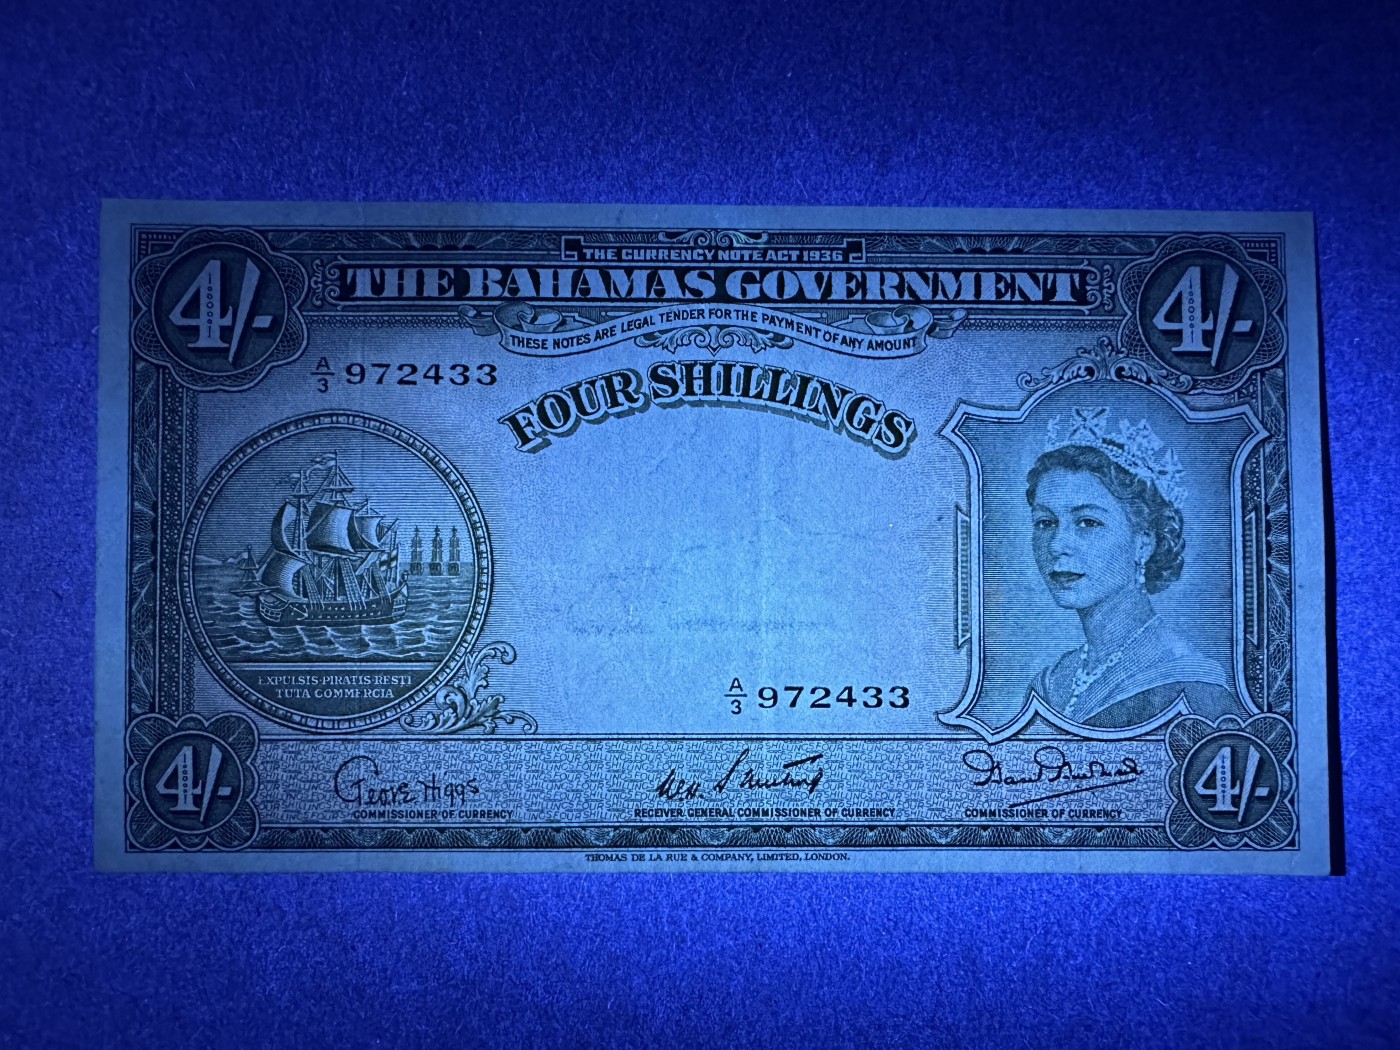 THE CURRENCY NOTE ACT 1936
4/- THE BAHAMAS GOVERNMENT 4/-
THESE NOTES ARE LEGAL TENDER FOR THE PAYMENT OF ANY AMOUNT
A/3 972433
FOUR SHILLINGS
EXPULSIS·PIRATIS·RESTI
TUTA COMMERCIA
A/3 972433
4/- 4/-
George Higgs
COMMISSIONER OF CURRENCY
RECEIVER GENERAL COMMISSIONER OF CURRENCY
COMMISSIONER OF CURRENCY
THOMAS DE LA RUE & COMPANY, LIMITED, LONDON.